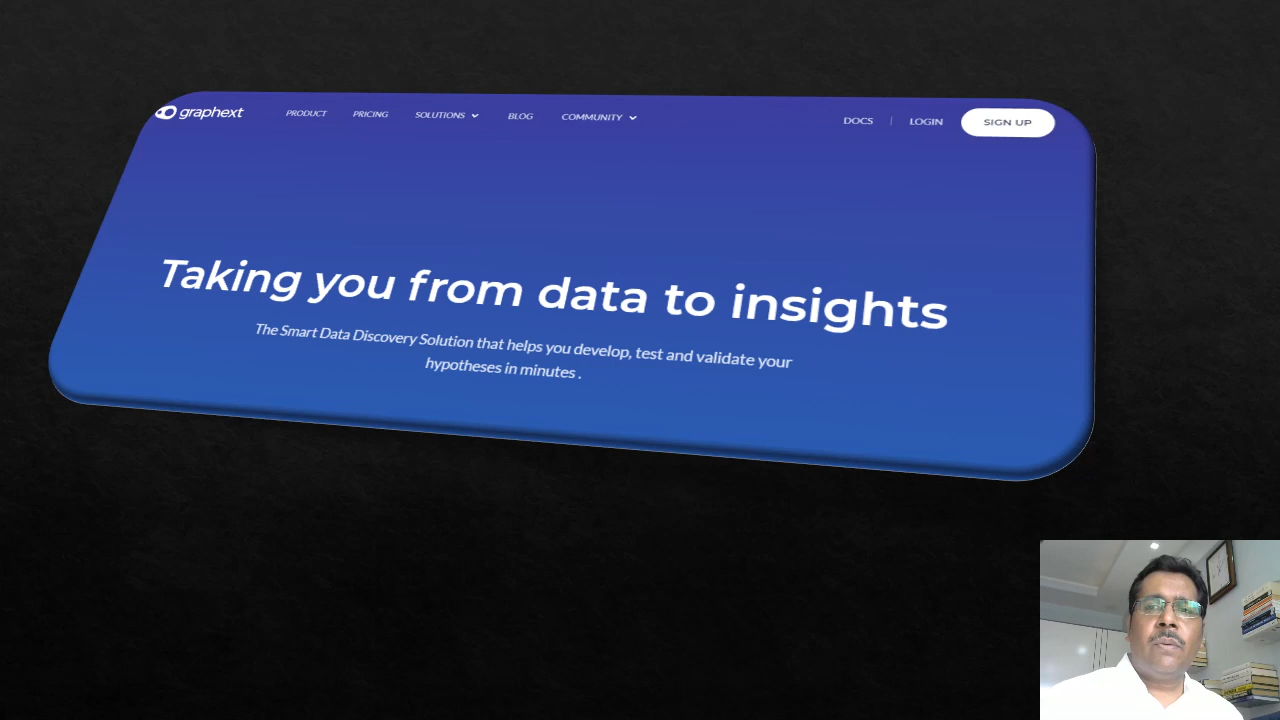 graphext PRODUCT PRICING SOLUTIONS BLOG COMMUNITY DOCS | LOGIN SIGN UP
Taking you from data to insights
The Smart Data Discovery Solution that helps you develop, test and validate your
hypotheses in minutes .